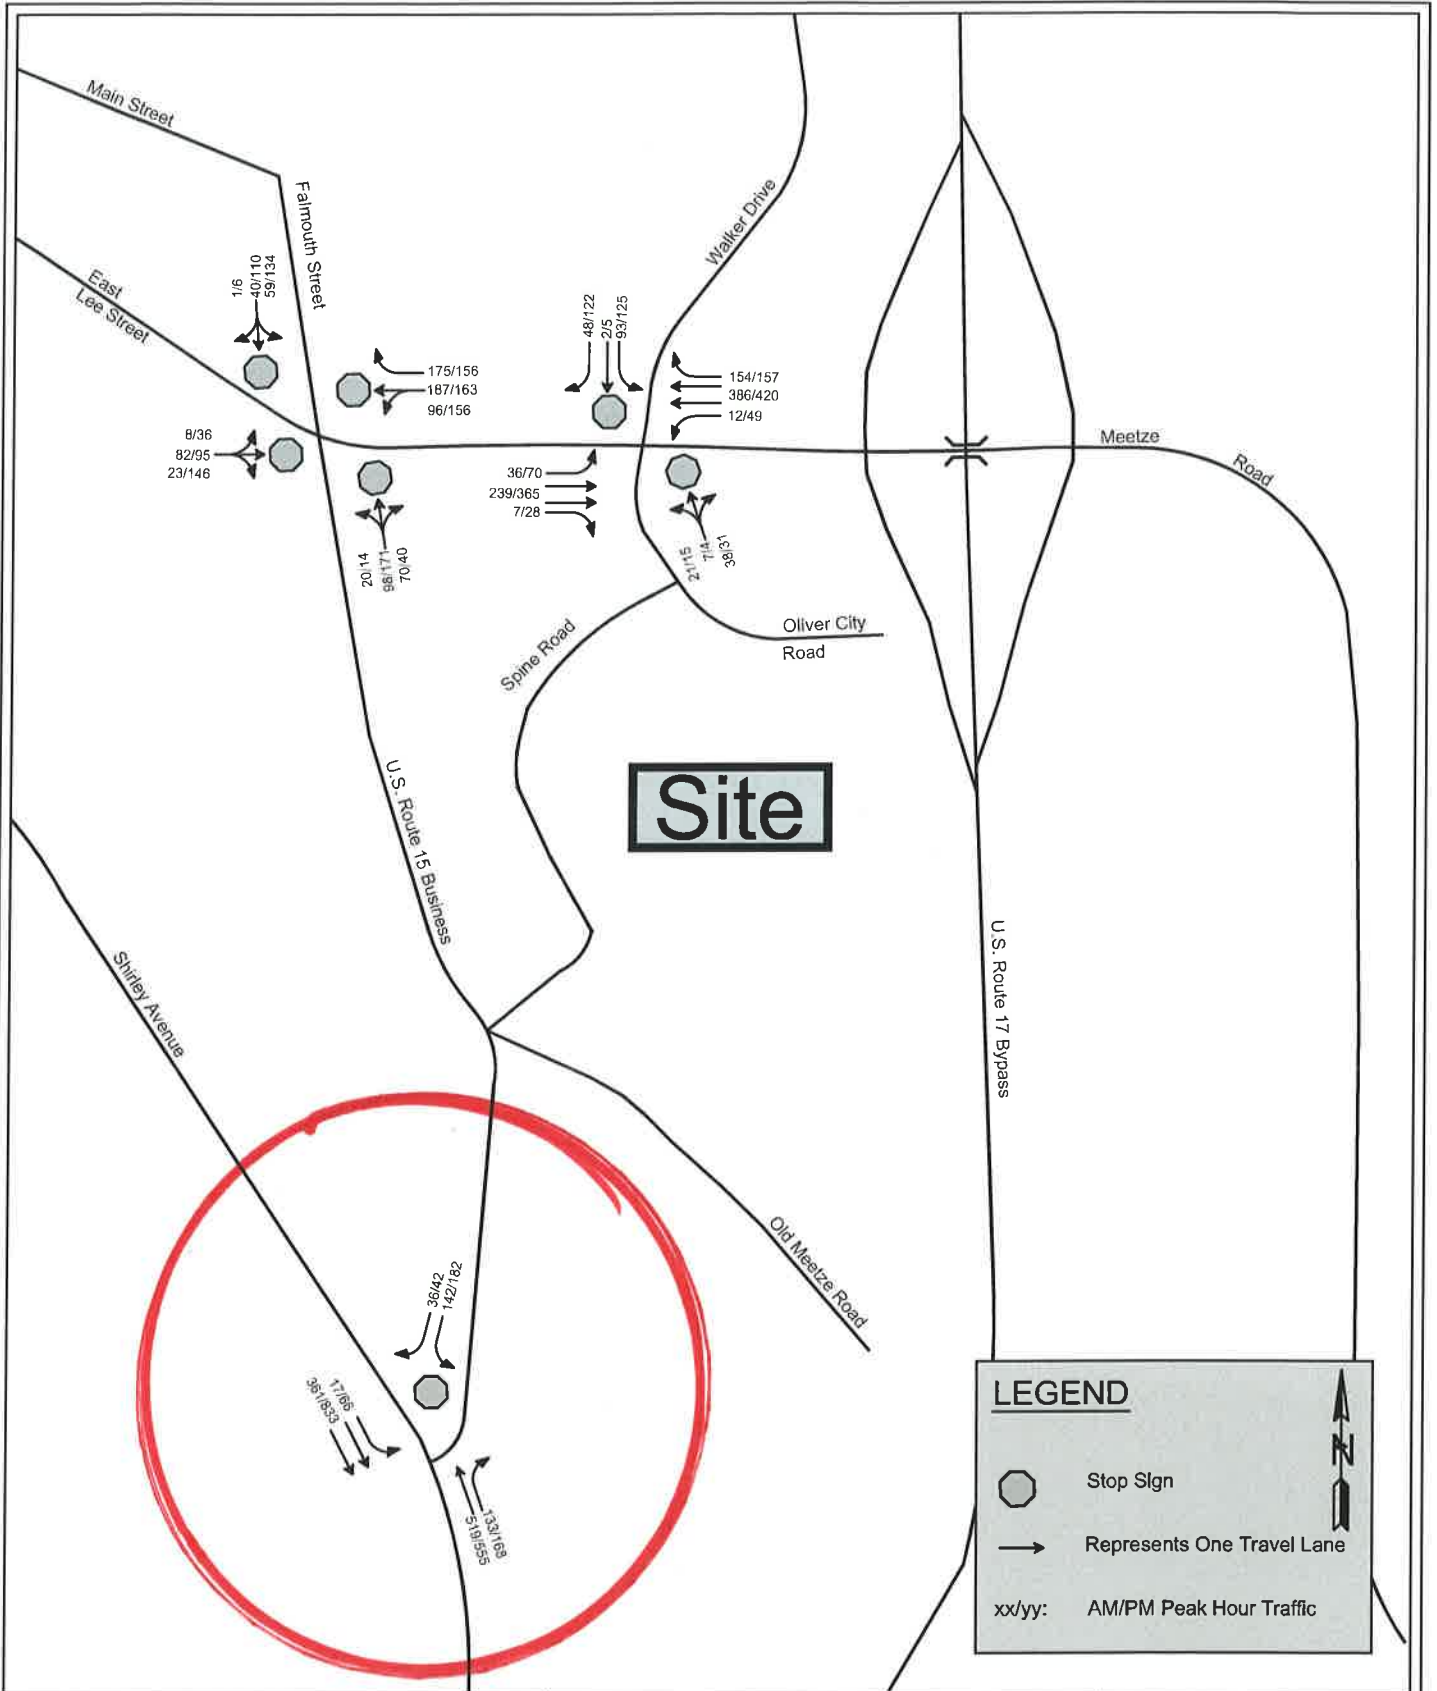 Main Street
Falmouth Street
East
Lee Street
Walker Drive
1/6
40/110
59/134
175/156
187/163
96/156
8/36
82/95
23/146
20/14
98/171
70/40
48/122
2/5
93/125
154/157
386/420
12/49
36/70
239/365
7/28
21/15
7/4
38/31
Meetze
Road
Oliver City
Road
Spine Road
Site
U.S. Route 15 Business
U.S. Route 17 Bypass
Shirley Avenue
Old Meetze Road
36/42
142/182
17/66
361/833
133/168
519/555
LEGEND
N
Stop Sign
Represents One Travel Lane
xx/yy: AM/PM Peak Hour Traffic